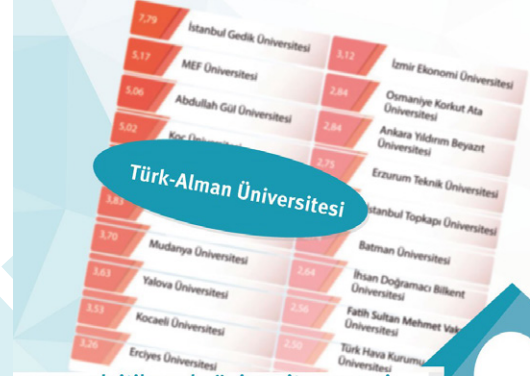 7,79 İstanbul Gedik Üniversitesi
5,17 MEF Üniversitesi
5,06 Abdullah Gül Üniversitesi
5,02 Koç
Türk-Alman Üniversitesi
3,83
3,70 Mudanya Üniversitesi
3,63 Yalova Üniversitesi
3,53 Kocaeli Üniversitesi
3,26 Erciyes Üniversitesi
3,12 İzmir Ekonomi Üniversitesi
2,84 Osmaniye Korkut Ata
Üniversitesi
2,84 Ankara Yıldırım Beyazıt
Üniversitesi
2,75 Erzurum Teknik Üniversitesi
İstanbul Topkapı Üniversitesi
Batman Üniversitesi
2,64 İhsan Doğramacı Bilkent
Üniversitesi
2,56 Fatih Sultan Mehmet
Üniversitesi
2,50 Türk Hava Kurumu
Üniversitesi